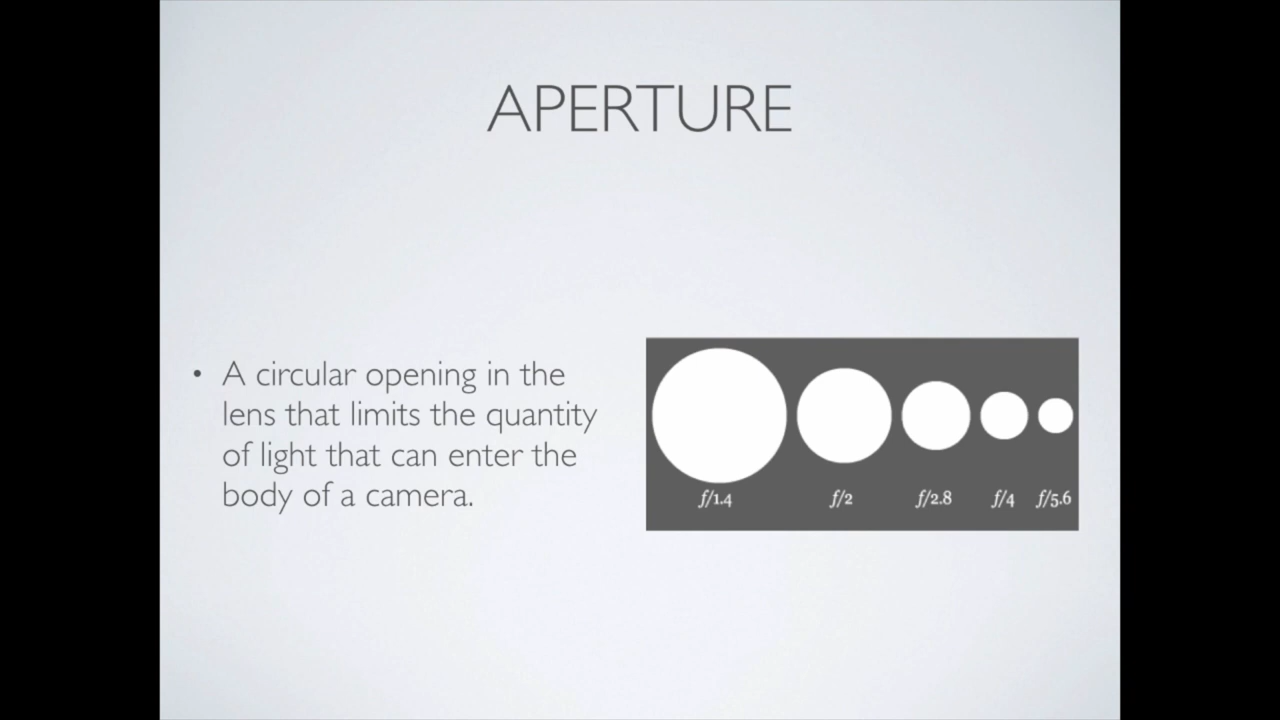 APERTURE
• A circular opening in the
lens that limits the quantity
of light that can enter the
body of a camera.
f/1.4 f/2 f/2.8 f/4 f/5.6